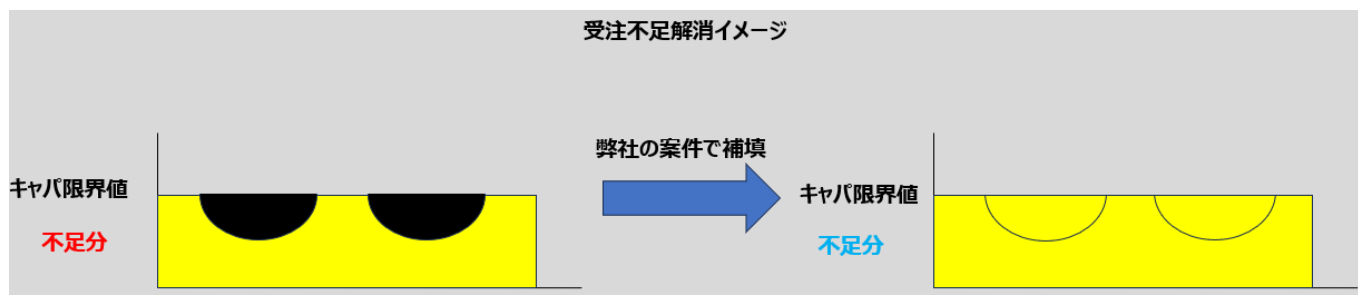 受注不足解消イメージ
弊社の案件で補填
キャパ限界値
不足分
キャパ限界値
不足分